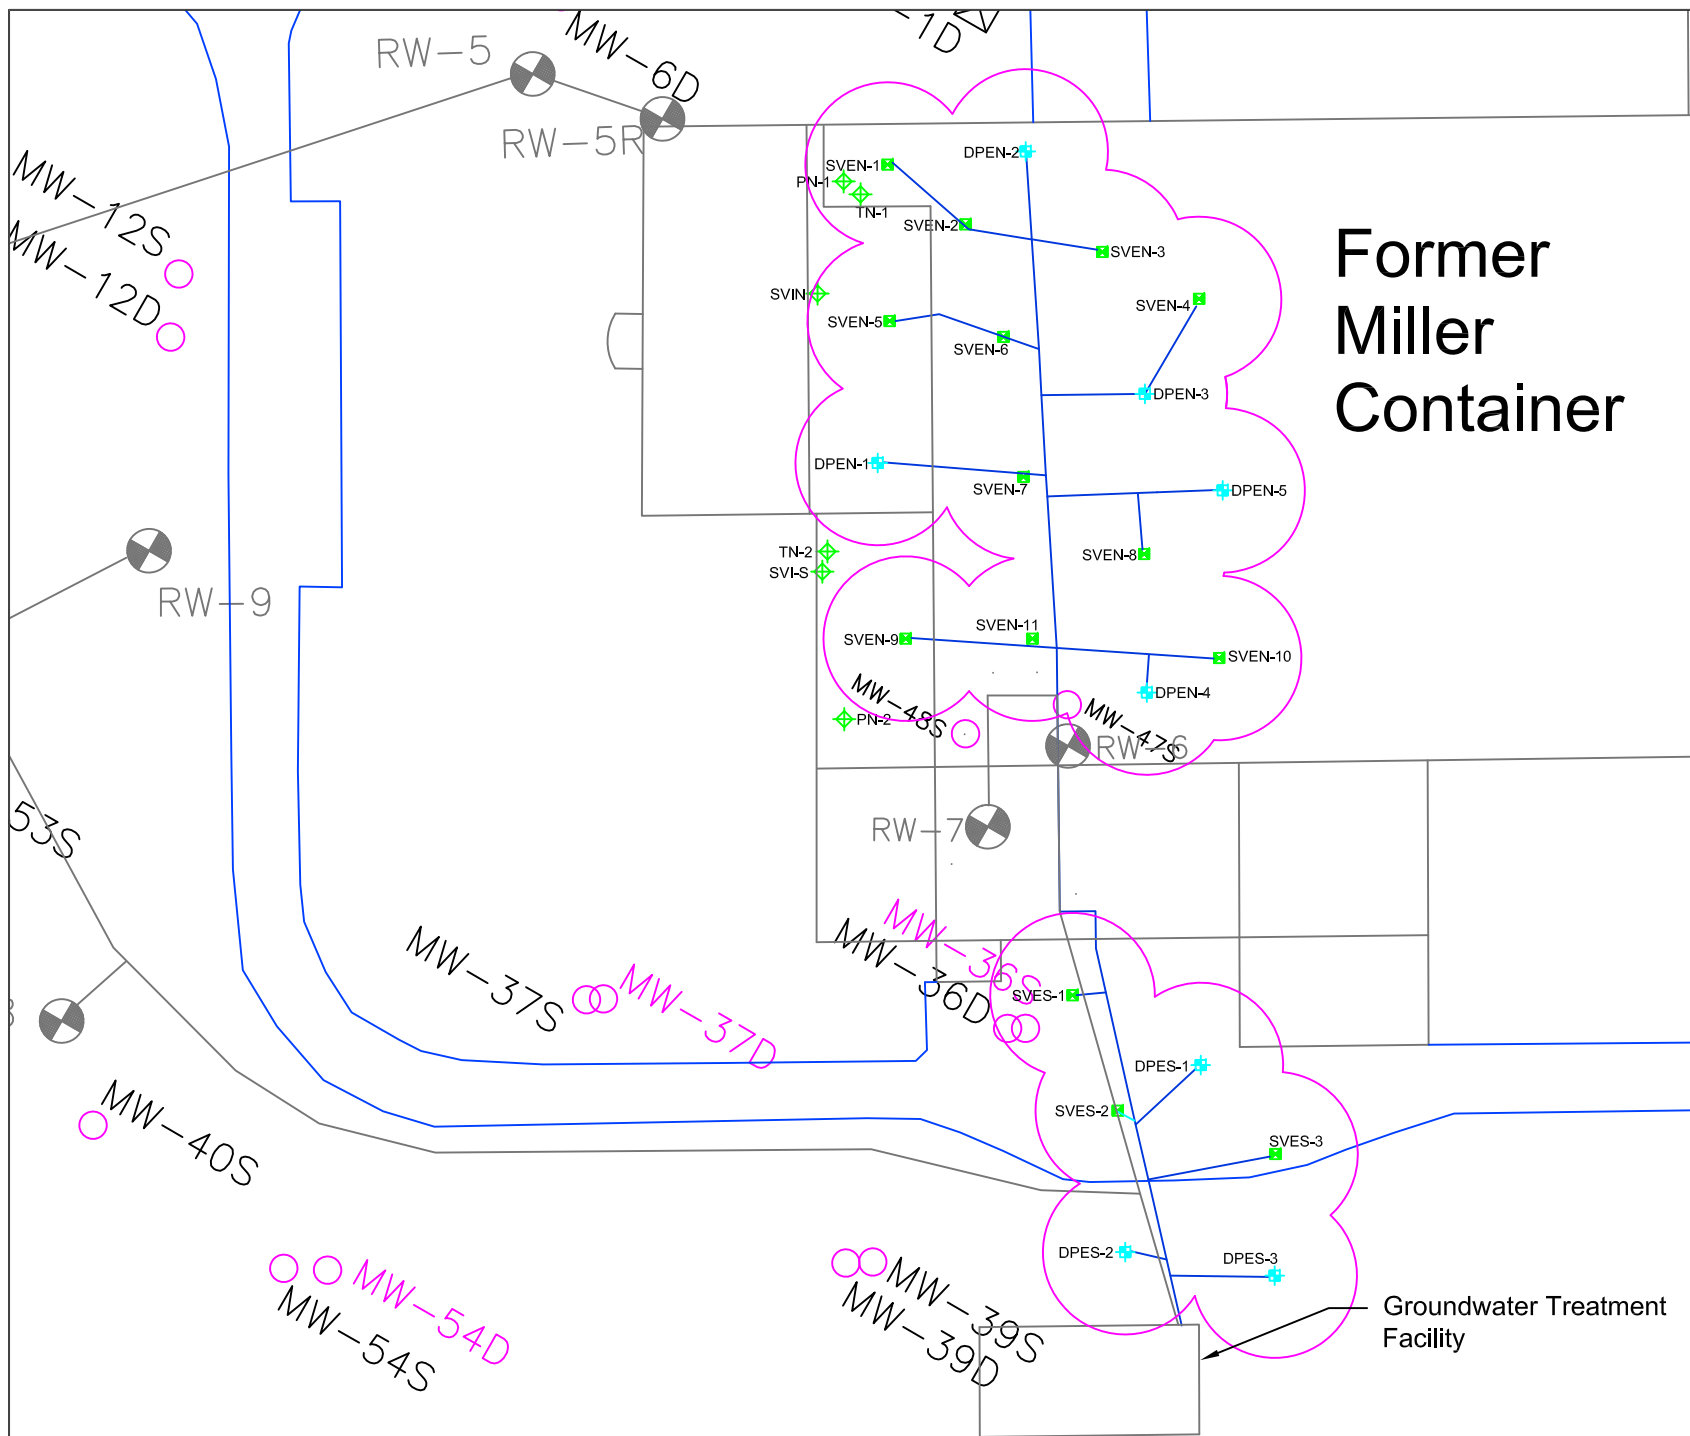 RW-5
MW-6D
-1D
RW-5R
MW-12S
MW-12D
SVEN-1
DPEN-2
PN-1
TN-1
SVEN-2
SVEN-3
Former
Miller
Container
SVIN
SVEN-4
SVEN-5
SVEN-6
DPEN-3
DPEN-1
SVEN-7
DPEN-5
TN-2
SVI-S
SVEN-8
RW-9
SVEN-9
SVEN-11
SVEN-10
DPEN-4
MW-48S
MW-47S
PN-2
RW-6
RW-7
53S
MW-36S
MW-36D
MW-37S
MW-37D
SVES-1
DPES-1
MW-40S
SVES-2
SVES-3
DPES-2
DPES-3
MW-54D
MW-54S
MW-39S
MW-39D
Groundwater Treatment
Facility